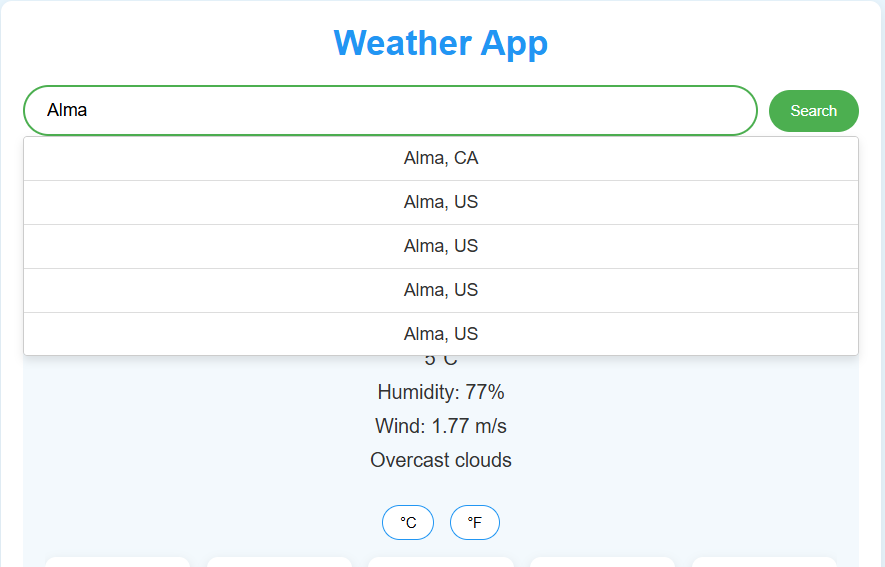 Weather App
Alma
Search
Alma, CA
Alma, US
Alma, US
Alma, US
Alma, US
5°C
Humidity: 77%
Wind: 1.77 m/s
Overcast clouds
°C
°F